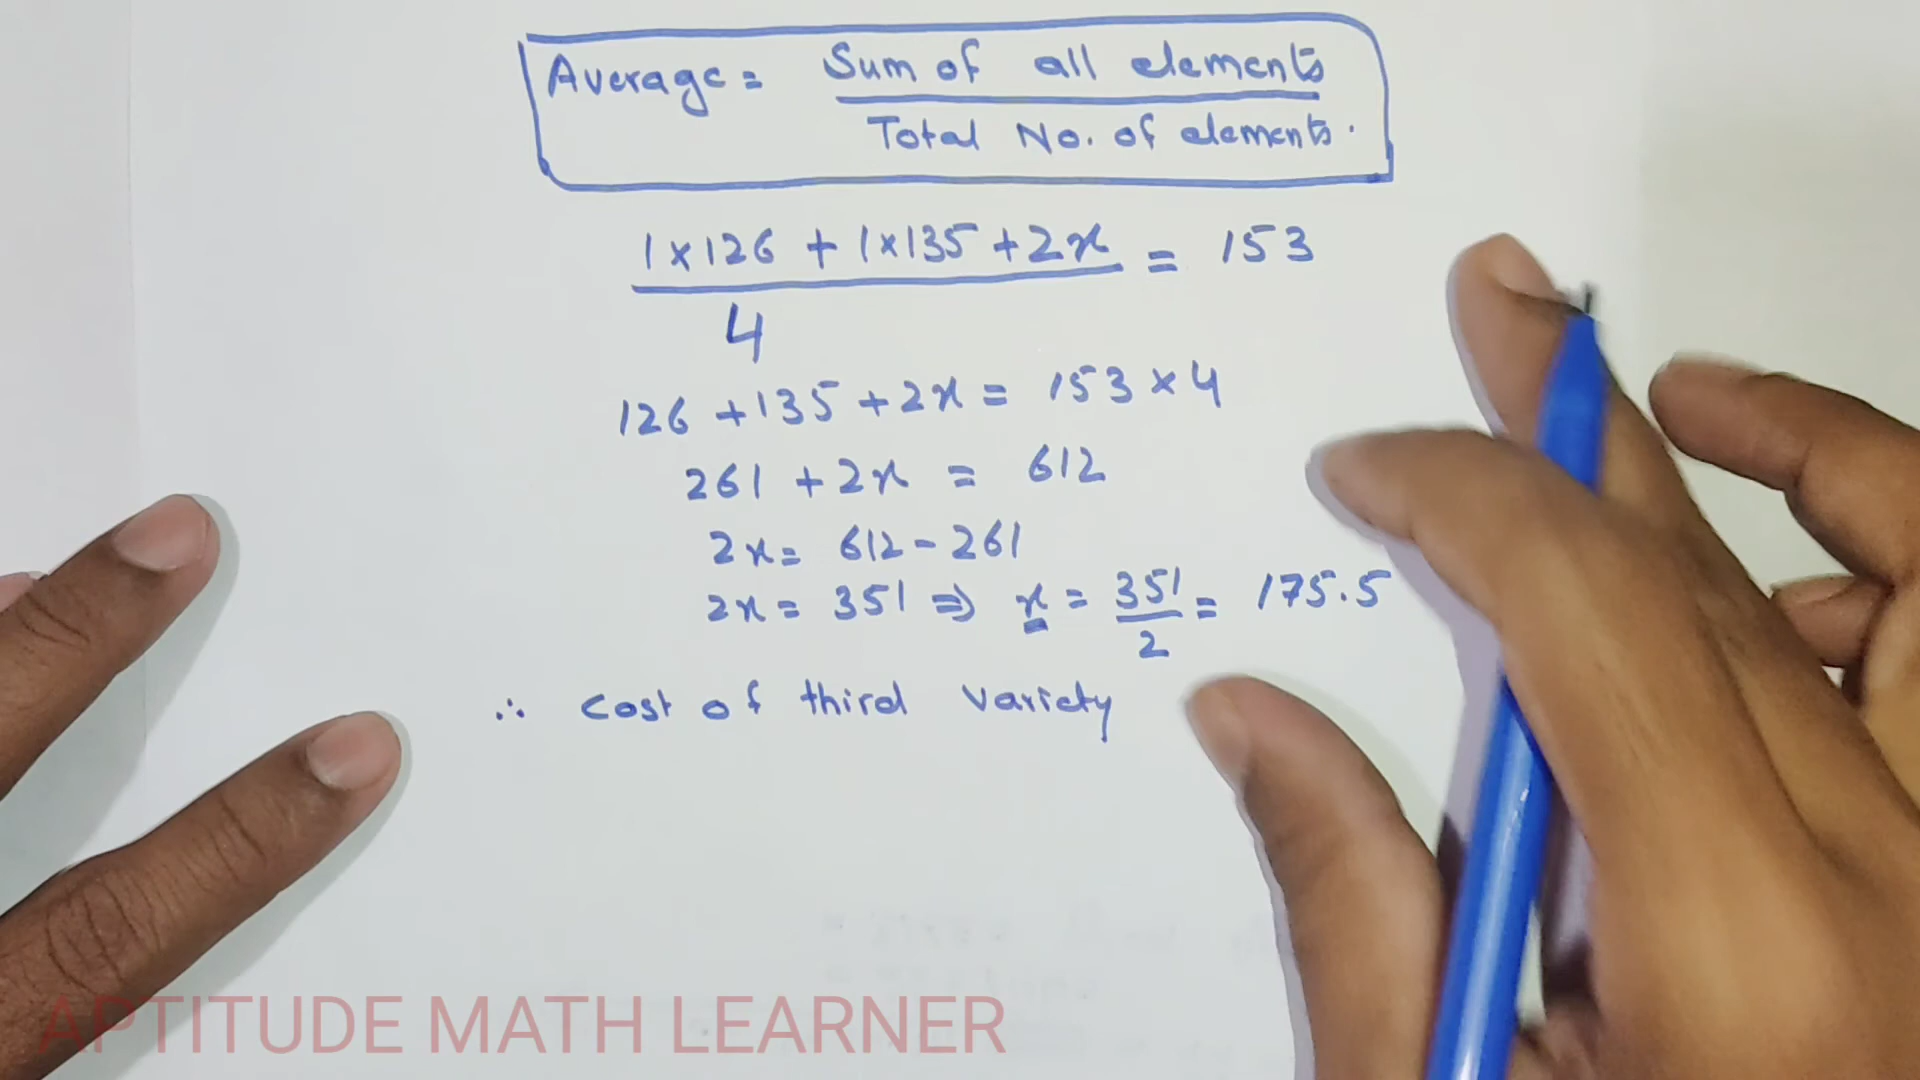 Average = Sum of all elements
Total No. of elements.
1 × 126 + 1 × 135 + 2x = 153
4
126 + 135 + 2x = 153 × 4
261 + 2x = 612
2x = 612 - 261
2x = 351 ⇒ x = 351/2 = 175.5
∴ Cost of third variety
APTITUDE MATH LEARNER